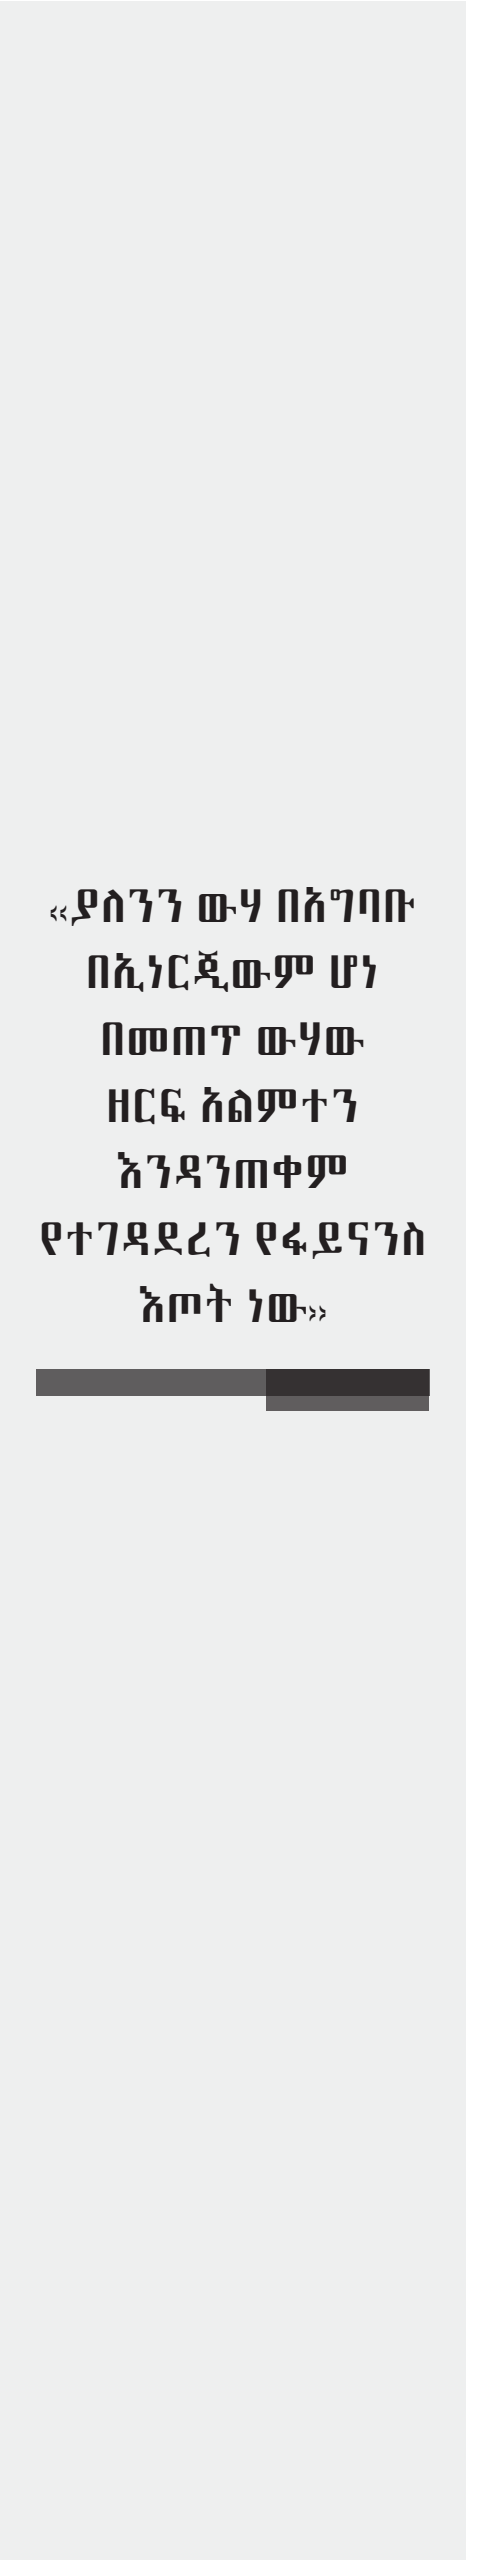 ‹‹ያለንን ውሃ በአግባቡ
በኢነርጂውም ሆነ
በመጠጥ ውሃው
ዘርፍ አልምተን
እንዳንጠቀም
የተገዳደረን የፋይናንስ
እጦት ነው››